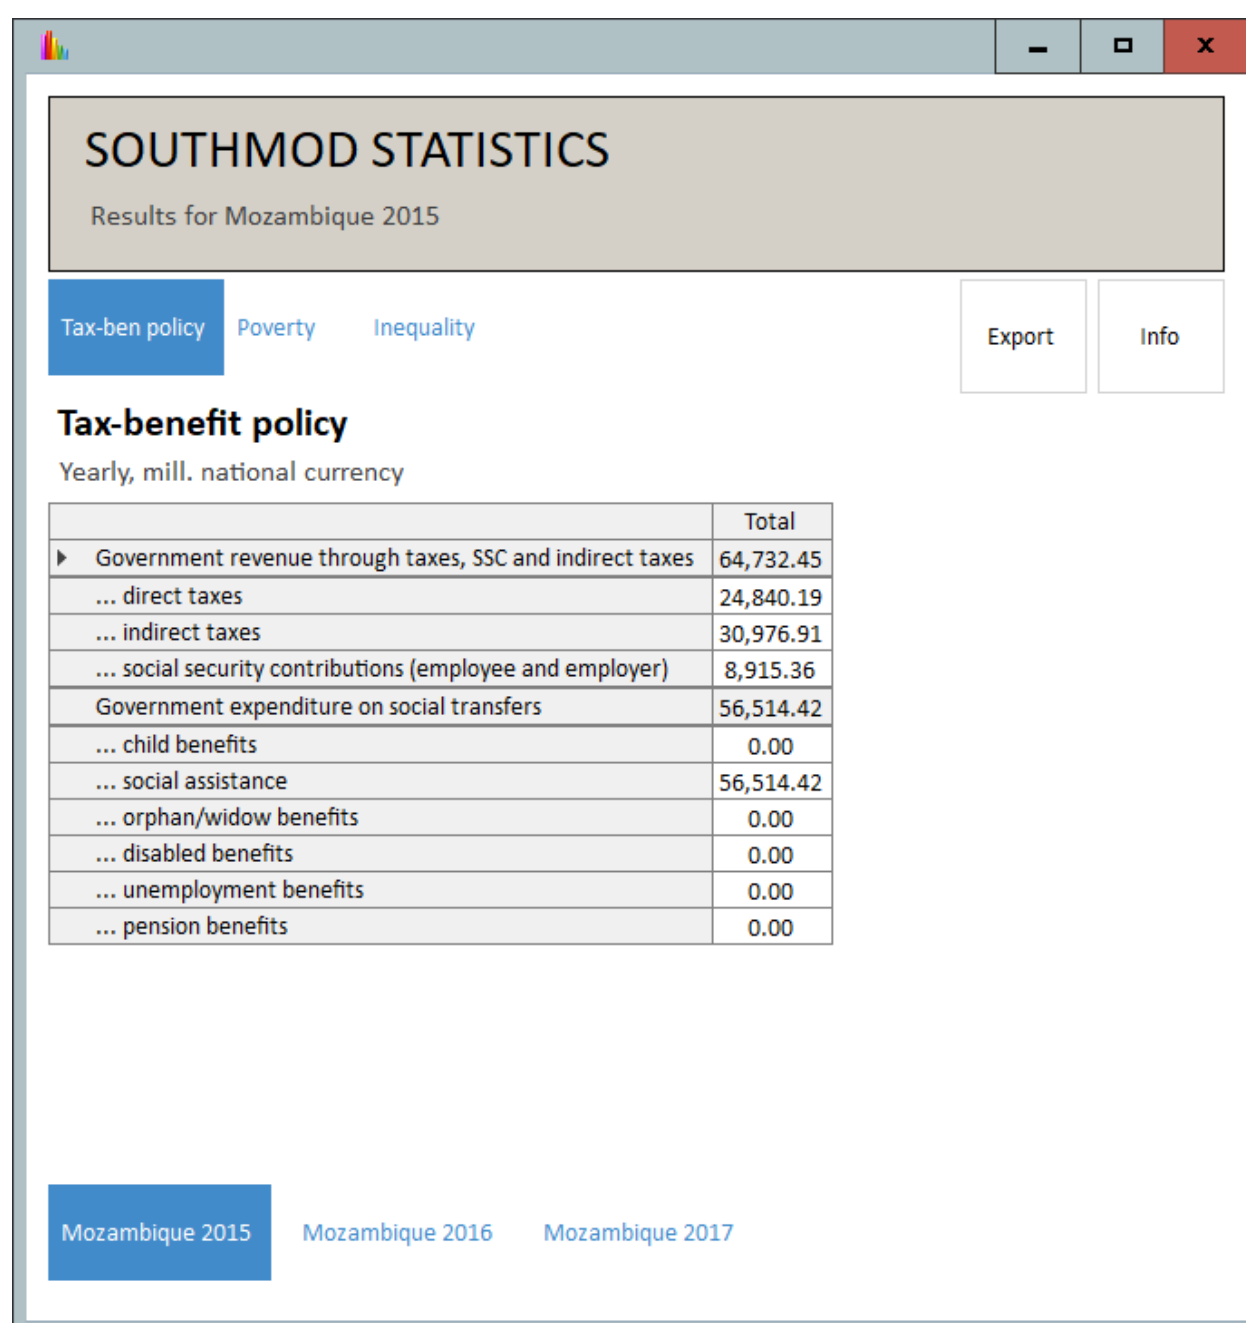 SOUTHMOD STATISTICS
Results for Mozambique 2015
Tax-ben policy Poverty Inequality Export Info
Tax-benefit policy
Yearly, mill. national currency
Total
Government revenue through taxes, SSC and indirect taxes 64,732.45
... direct taxes 24,840.19
... indirect taxes 30,976.91
... social security contributions (employee and employer) 8,915.36
Government expenditure on social transfers 56,514.42
... child benefits 0.00
... social assistance 56,514.42
... orphan/widow benefits 0.00
... disabled benefits 0.00
... unemployment benefits 0.00
... pension benefits 0.00
Mozambique 2015 Mozambique 2016 Mozambique 2017